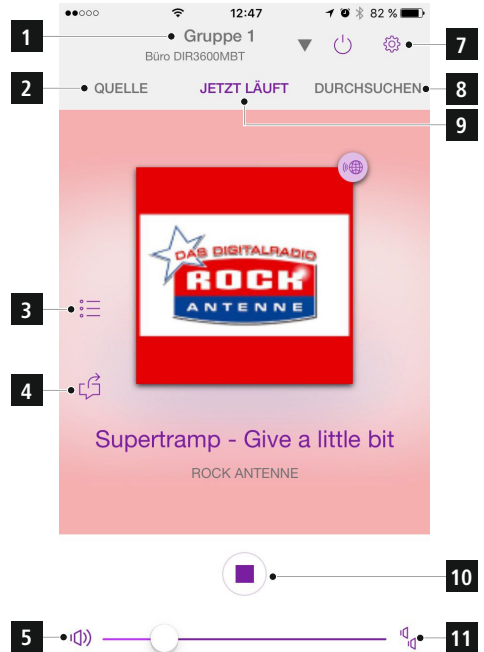 12:47
82 %
1
Gruppe 1
Büro DIR3600MBT
7
2
QUELLE
JETZT LÄUFT
DURCHSUCHEN
8
9
DAS DIGITALRADIO
ROCK
ANTENNE
3
4
Supertramp - Give a little bit
ROCK ANTENNE
10
5
11